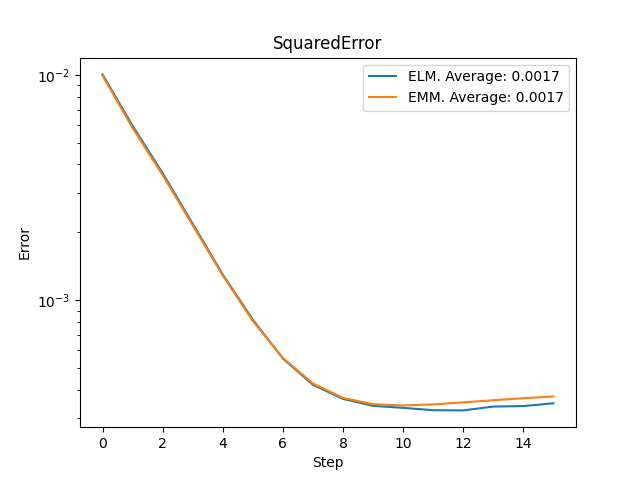 SquaredError
ELM. Average: 0.0017
EMM. Average: 0.0017
10⁻²
10⁻³
Error
0 2 4 6 8 10 12 14
Step